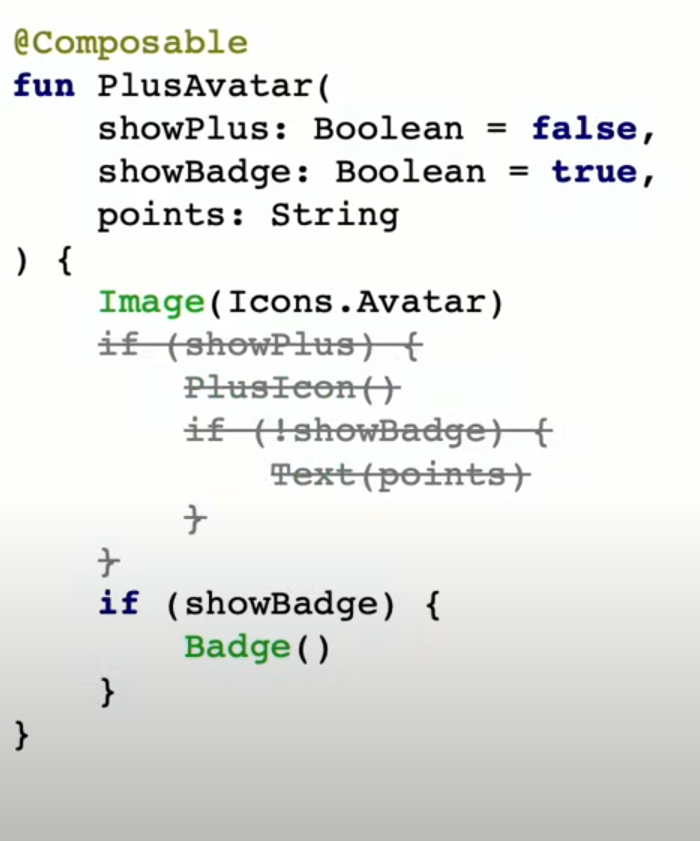 @Composable
fun PlusAvatar(
    showPlus: Boolean = false,
    showBadge: Boolean = true,
    points: String
) {
    Image(Icons.Avatar)
    if (showPlus) {
        PlusIcon()
        if (!showBadge) {
            Text(points)
        }
    }
    if (showBadge) {
        Badge()
    }
}